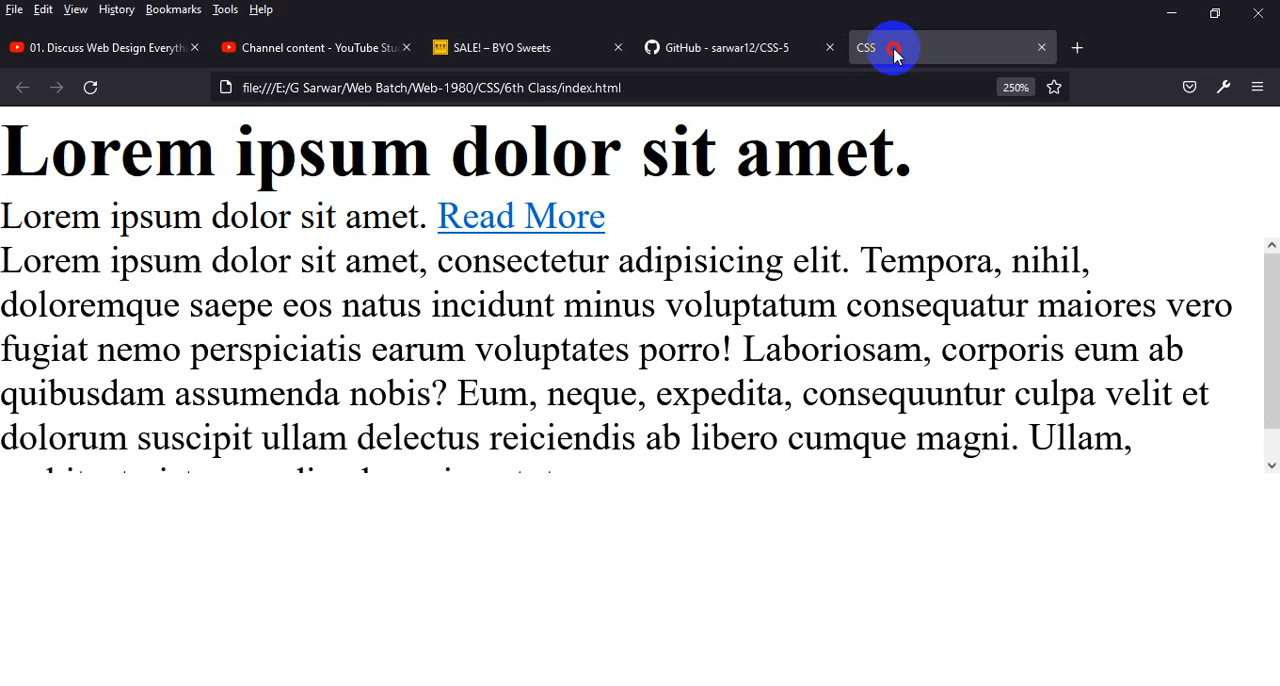 File Edit View History Bookmarks Tools Help
01. Discuss Web Design Everyth
Channel content - YouTube Stu
SALE! – BYO Sweets
GitHub - sarwar12/CSS-5
CSS
file:///E:/G Sarwar/Web Batch/Web-1980/CSS/6th Class/index.html
250%
Lorem ipsum dolor sit amet.
Lorem ipsum dolor sit amet. Read More
Lorem ipsum dolor sit amet, consectetur adipisicing elit. Tempora, nihil,
doloremque saepe eos natus incidunt minus voluptatum consequatur maiores vero
fugiat nemo perspiciatis earum voluptates porro! Laboriosam, corporis eum ab
quibusdam assumenda nobis? Eum, neque, expedita, consequuntur culpa velit et
dolorum suscipit ullam delectus reiciendis ab libero cumque magni. Ullam,